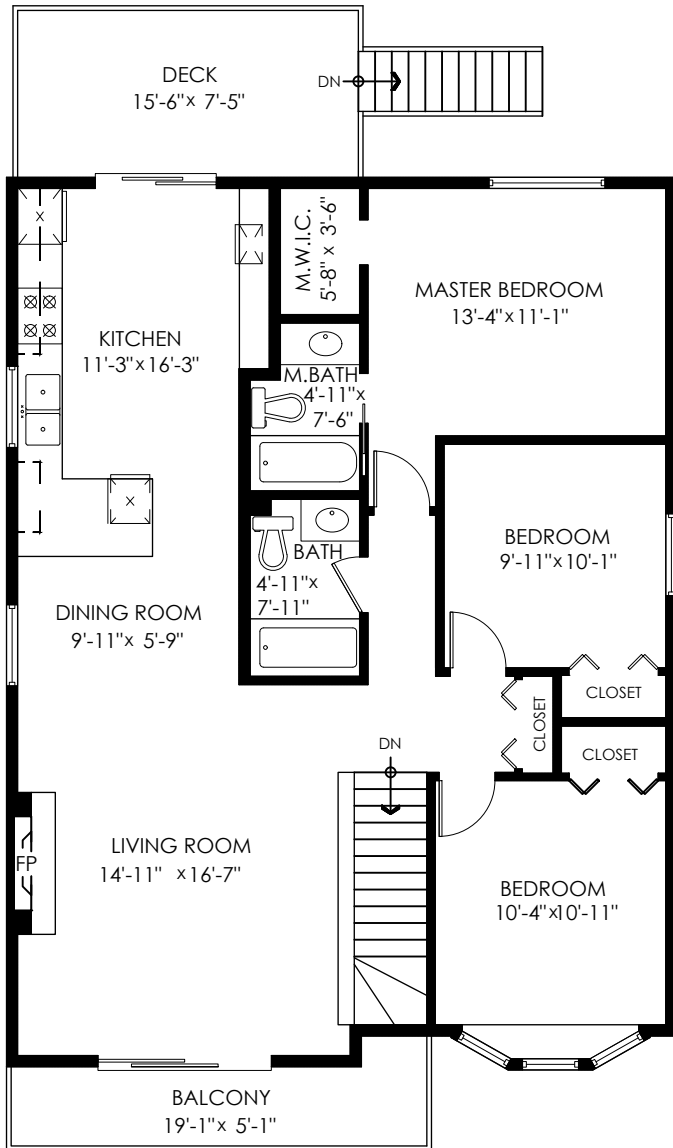 DECK
15'-6"x 7'-5"
DN
M.W.I.C.
5'-8" x 3'-6"
MASTER BEDROOM
13'-4"x11'-1"
X
KITCHEN
11'-3"x16'-3"
M.BATH
4'-11"x
7'-6"
X
BEDROOM
9'-11"x10'-1"
BATH
4'-11"x
7'-11"
DINING ROOM
9'-11"x 5'-9"
CLOSET
CLOSET
CLOSET
DN
LIVING ROOM
14'-11" x16'-7"
FP
BEDROOM
10'-4"x10'-11"
BALCONY
19'-1"x 5'-1"